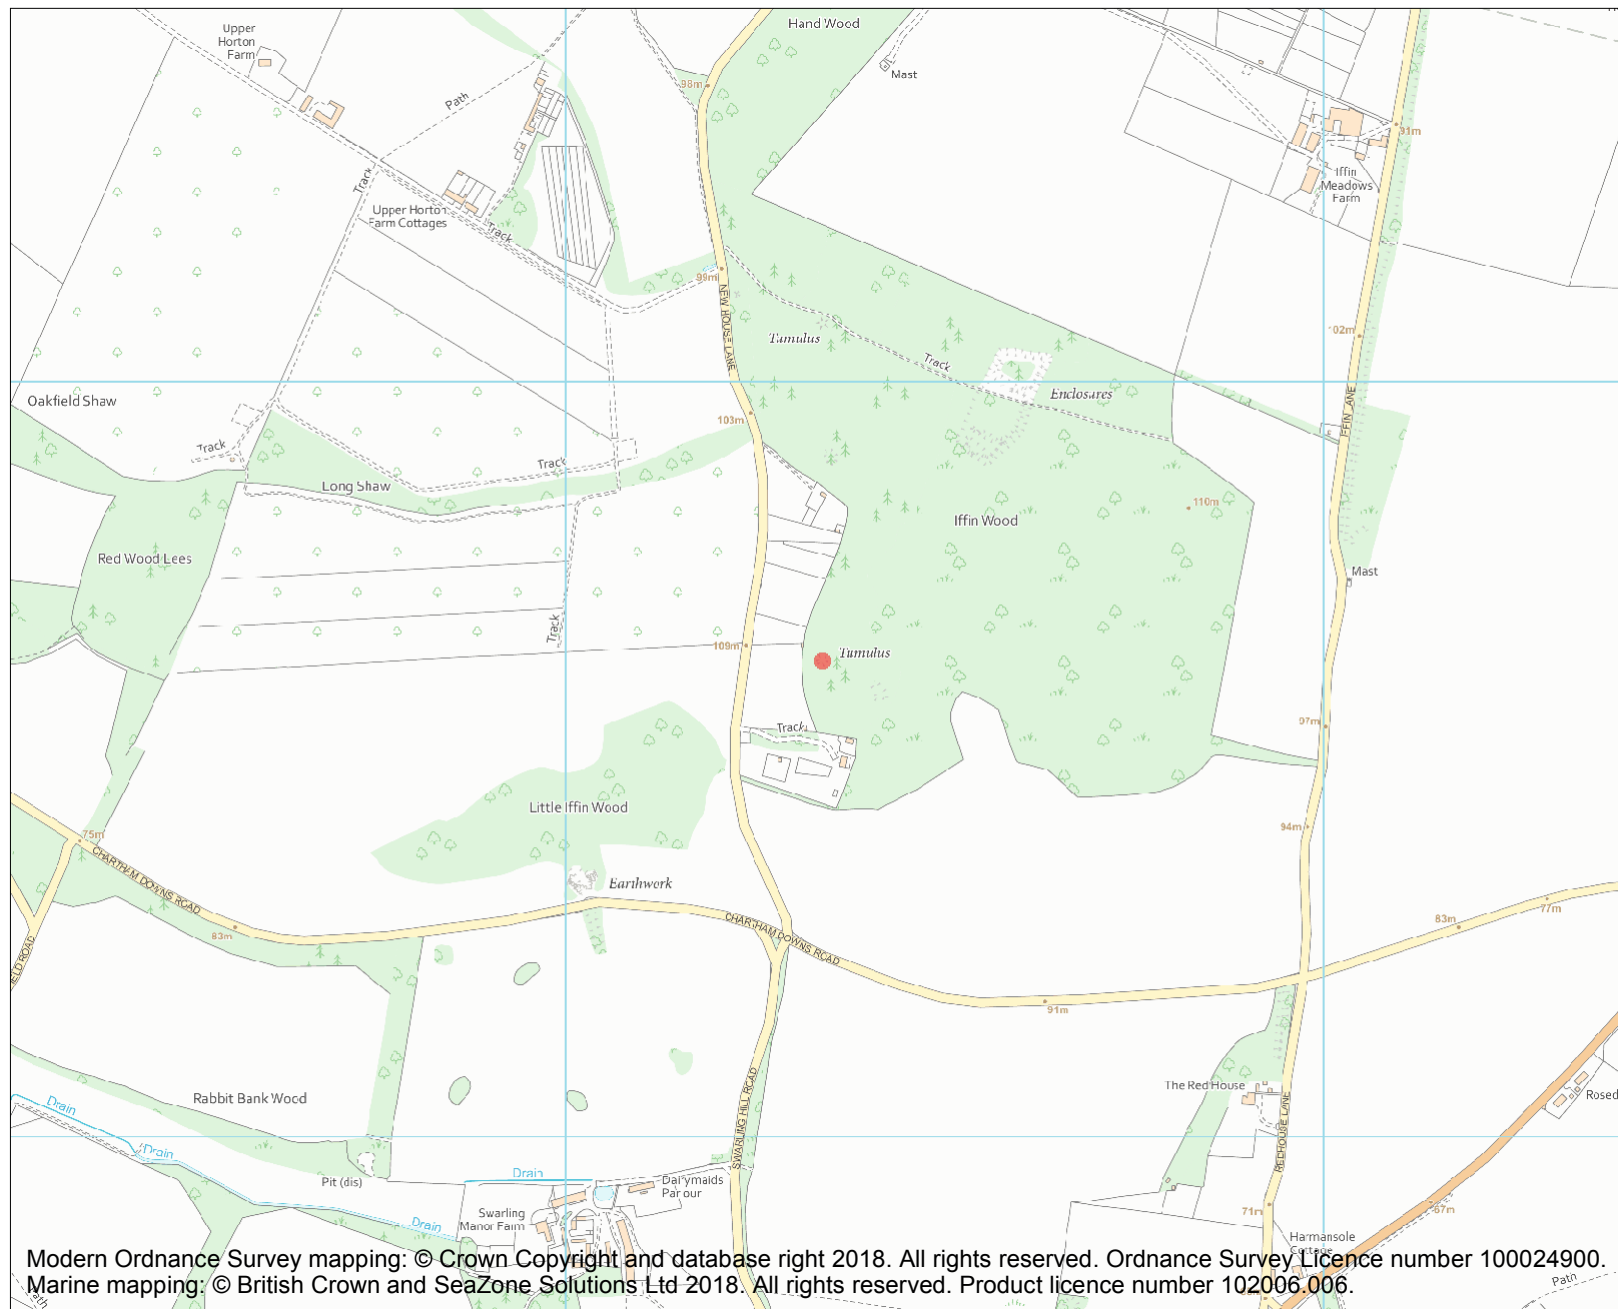 Hand Wood
Upper
Horton
Farm
Mast
98m
Path
91m
Track
Iffin
Meadows
Farm
Upper Horton
Farm Cottages
Track
99m
NEW HOUSE LANE
102m
Tumulus
Track
Enclosures
Oakfield Shaw
103m
IFFIN LANE
Track
Track
Long Shaw
110m
Iffin Wood
Red Wood Lees
Mast
Track
109m
Tumulus
97m
Track
Little Iffin Wood
94m
75m
CHARTHAM DOWNS ROAD
Earthwork
83m
CHARTHAM DOWNS ROAD
83m
77m
FIELD ROAD
91m
The Red House
Rabbit Bank Wood
Drain
SWARLING HILL ROAD
REDHOUSE LANE
Drain
Drain
Pit (dis)
Dairymaids
Parlour
Swarling
Manor Farm
Drain
71m
67m
Harmansole
Cottage
Modern Ordnance Survey mapping: © Crown Copyright and database right 2018. All rights reserved. Ordnance Survey Licence number 100024900.
Marine mapping: © British Crown and SeaZone Solutions Ltd 2018. All rights reserved. Product licence number 102006.006.
Path
Path